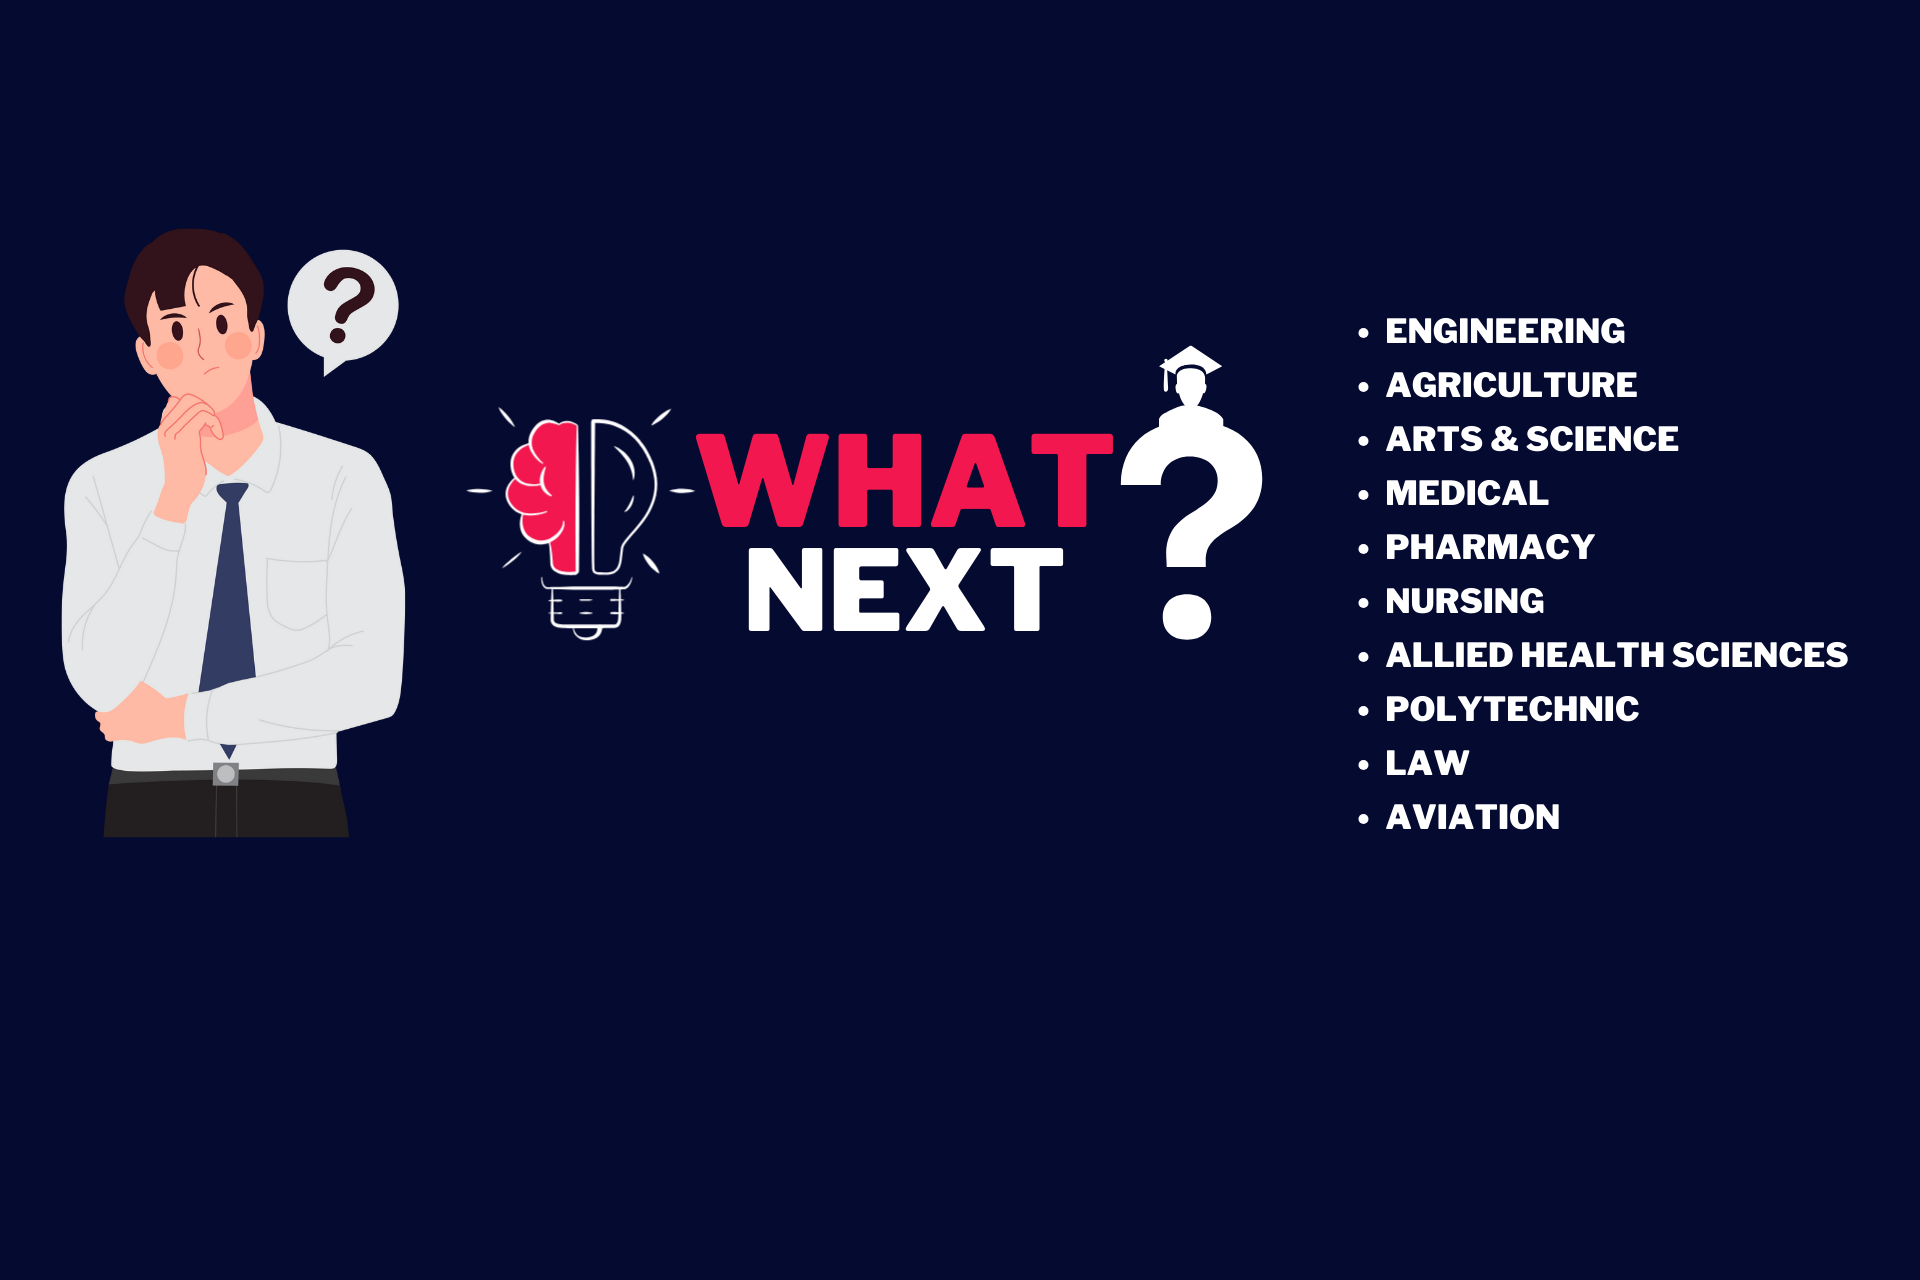 ?
WHAT
NEXT
?
• ENGINEERING
• AGRICULTURE
• ARTS & SCIENCE
• MEDICAL
• PHARMACY
• NURSING
• ALLIED HEALTH SCIENCES
• POLYTECHNIC
• LAW
• AVIATION